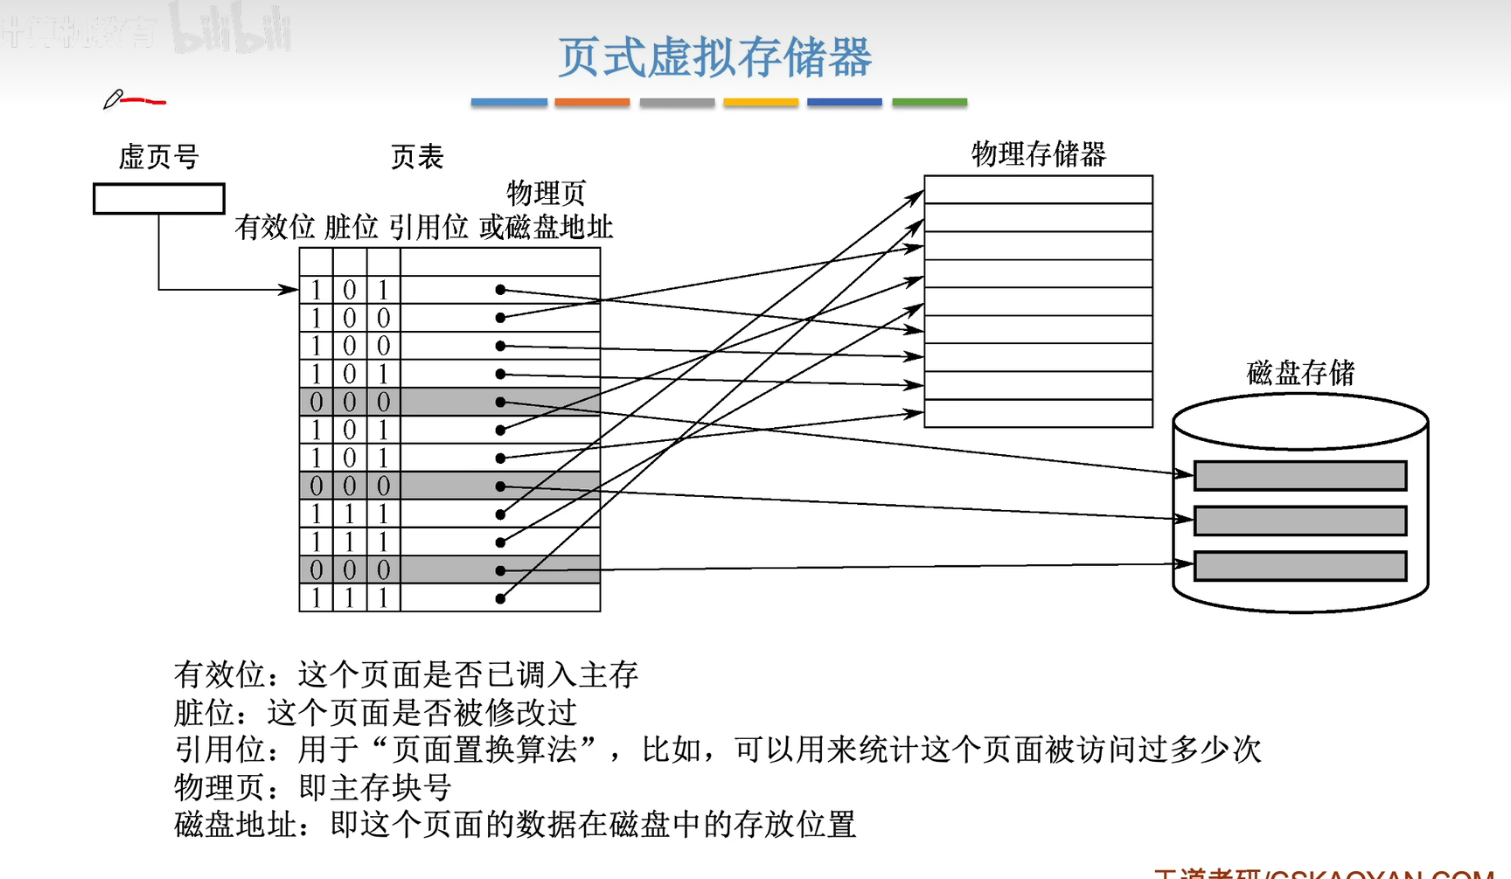 计算机教育 bilibili
页式虚拟存储器
虚页号
页表
物理页
有效位 脏位 引用位 或磁盘地址
1 0 1
1 0 0
1 0 0
1 0 1
0 0 0
1 0 1
1 0 1
0 0 0
1 1 1
1 1 1
0 0 0
1 1 1
物理存储器
磁盘存储
有效位：这个页面是否已调入主存
脏位：这个页面是否被修改过
引用位：用于“页面置换算法”，比如，可以用来统计这个页面被访问过多少次
物理页：即主存块号
磁盘地址：即这个页面的数据在磁盘中的存放位置
王道考研/CSKAOYAN.COM